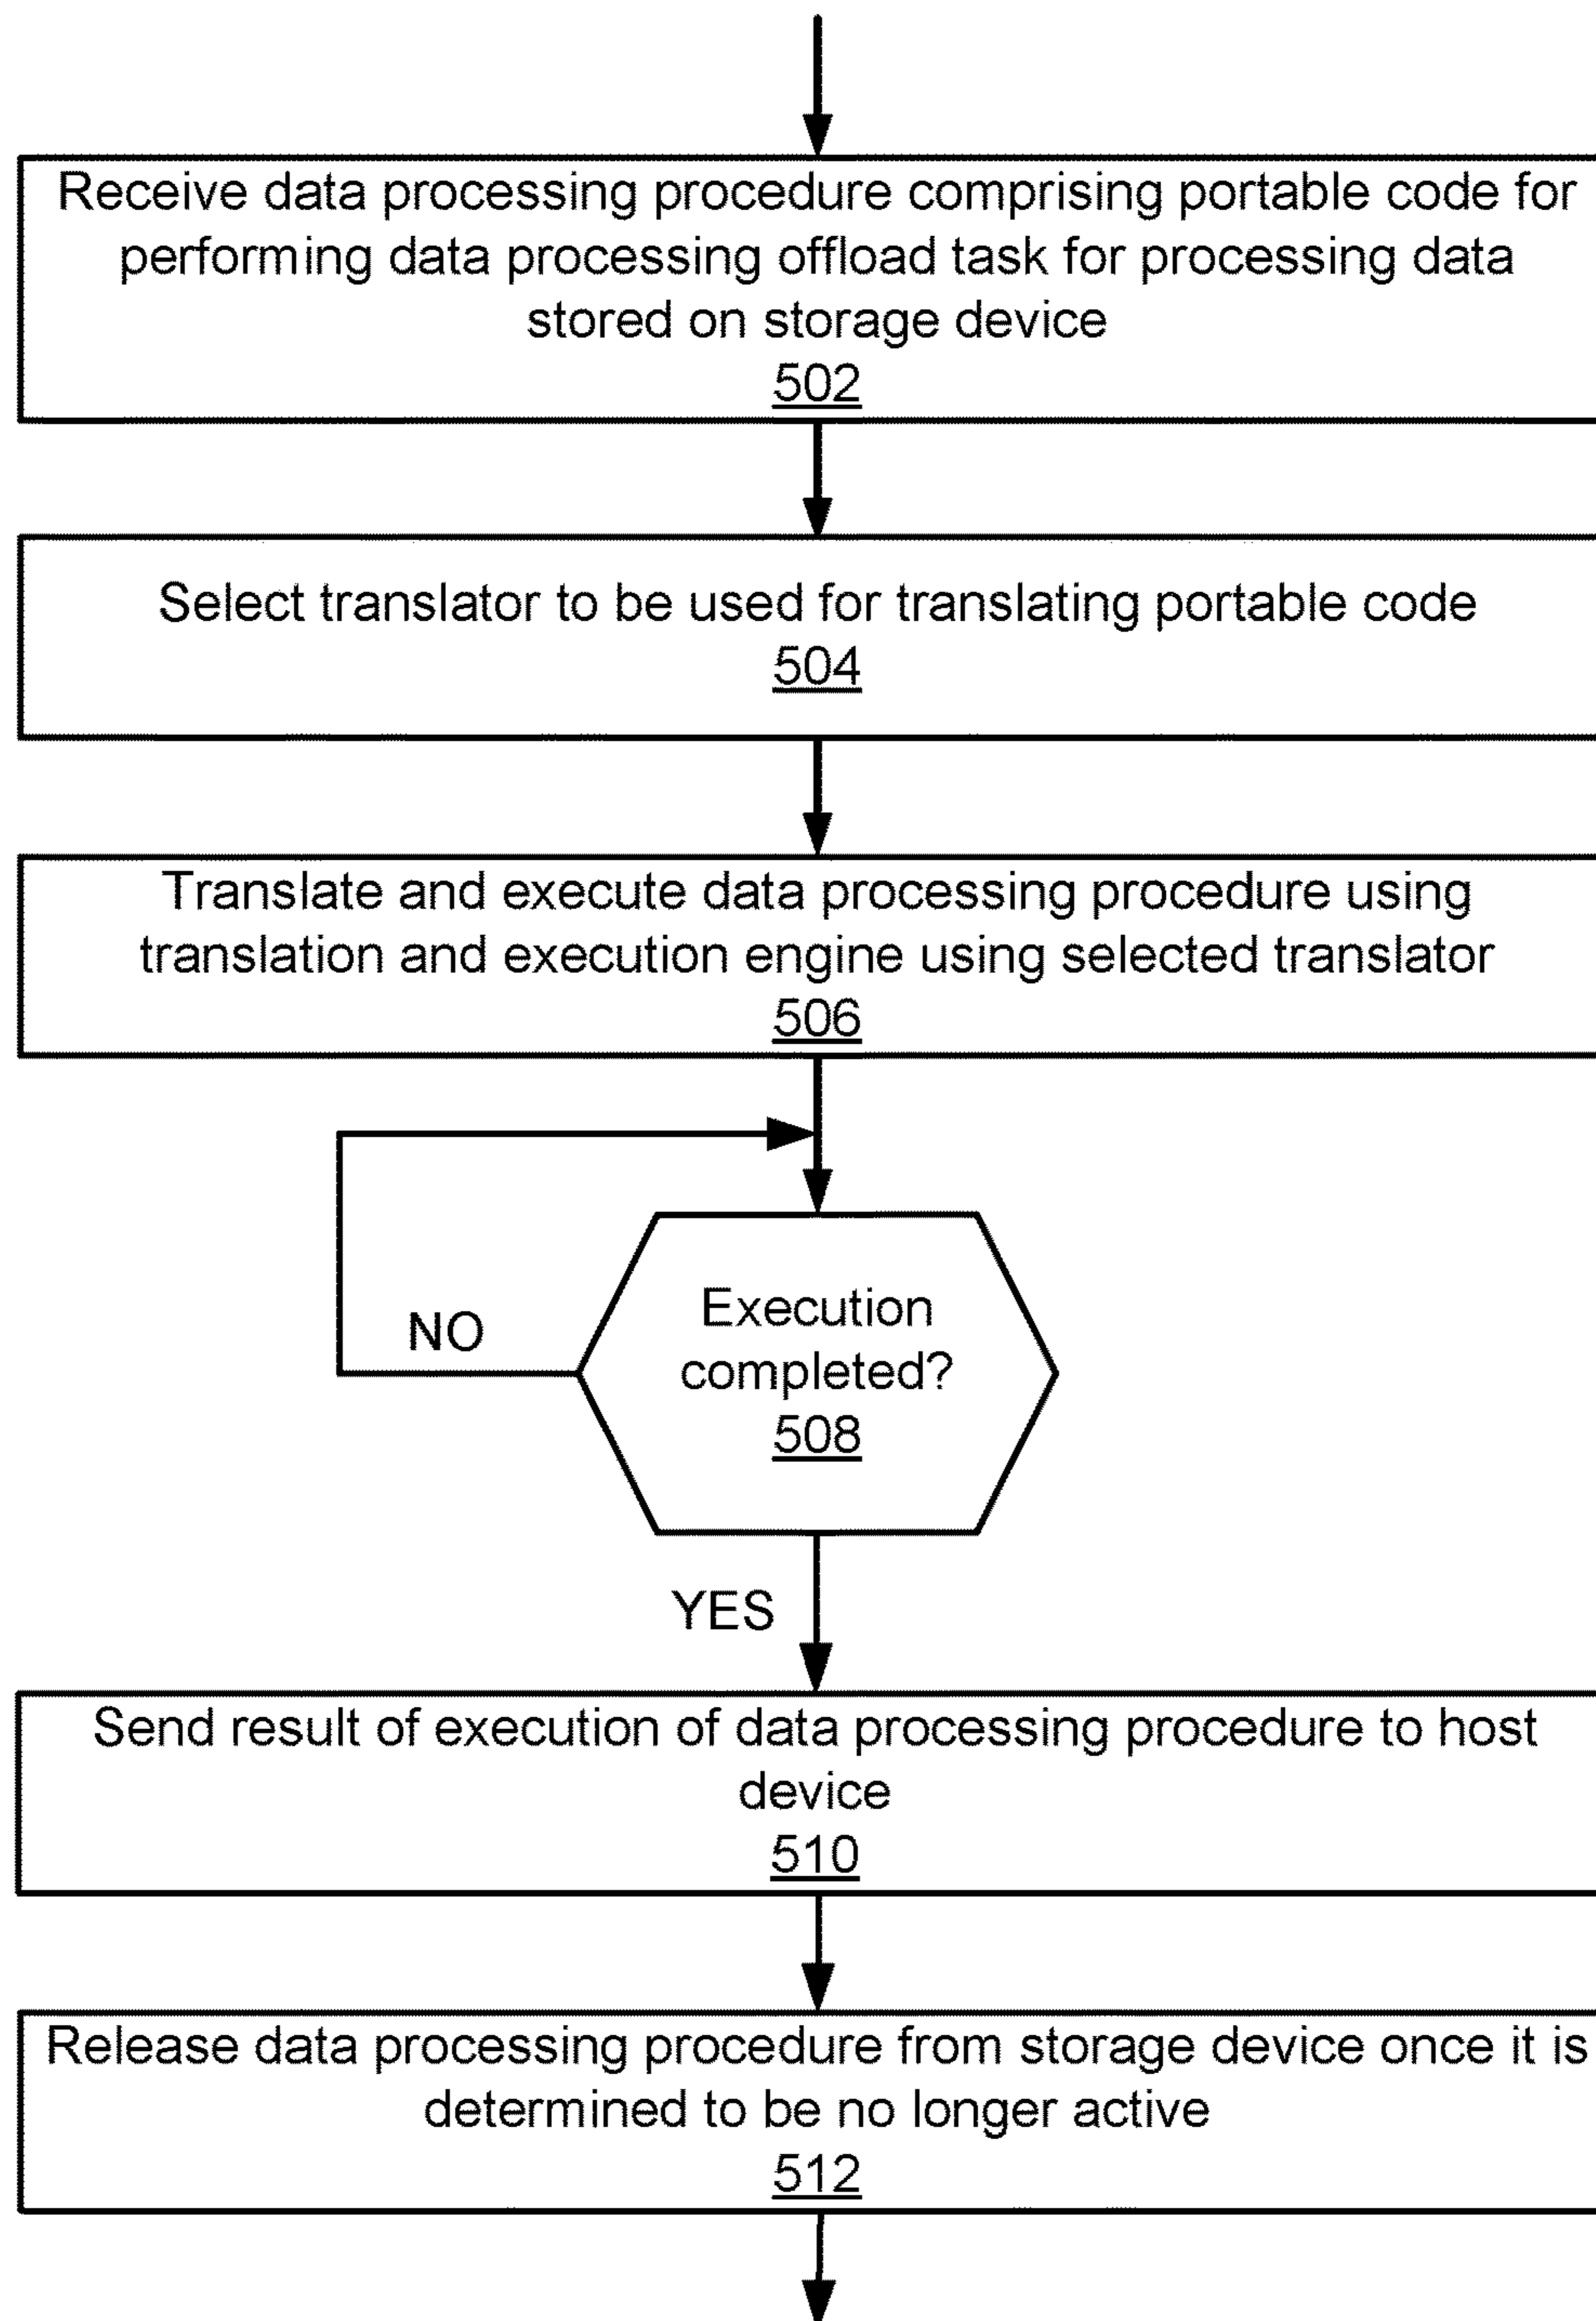 Receive data processing procedure comprising portable code for
performing data processing offload task for processing data
stored on storage device
502
Select translator to be used for translating portable code
504
Translate and execute data processing procedure using
translation and execution engine using selected translator
506
Execution
completed?
508
NO
YES
Send result of execution of data processing procedure to host
device
510
Release data processing procedure from storage device once it is
determined to be no longer active
512